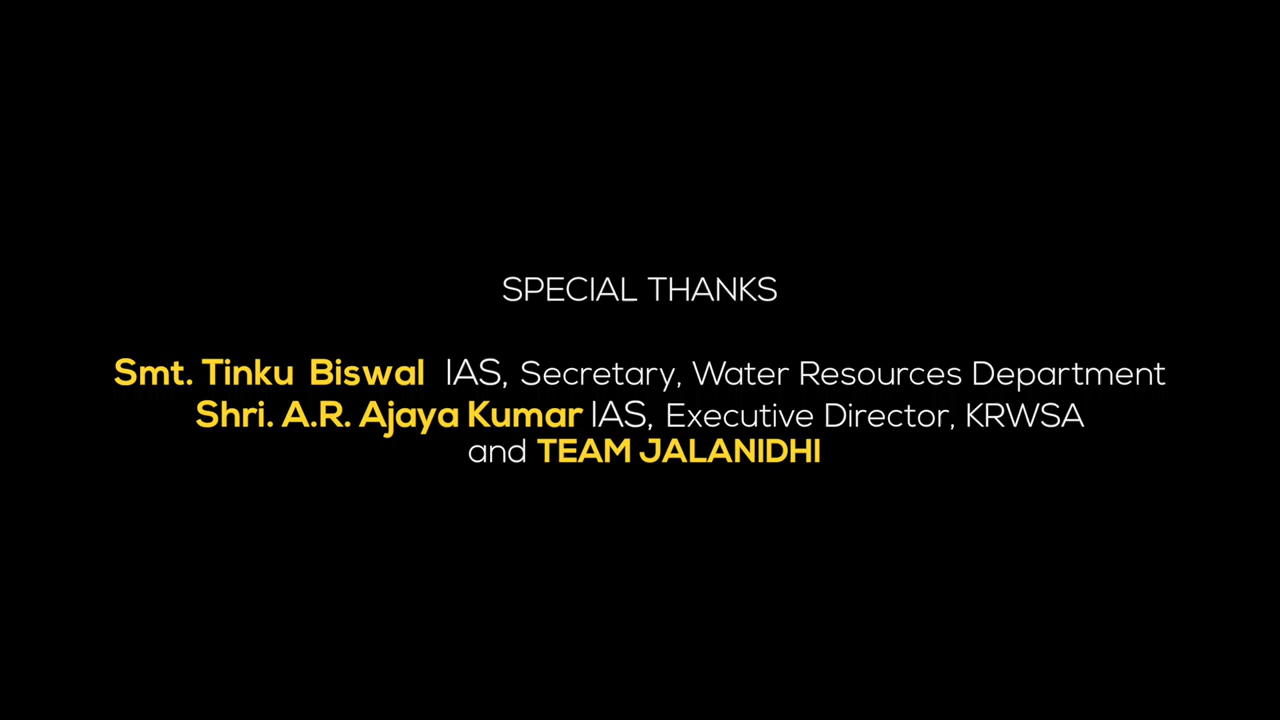 SPECIAL THANKS
Smt. Tinku Biswal IAS, Secretary, Water Resources Department
Shri. A.R. Ajaya Kumar IAS, Executive Director, KRWSA
and TEAM JALANIDHI